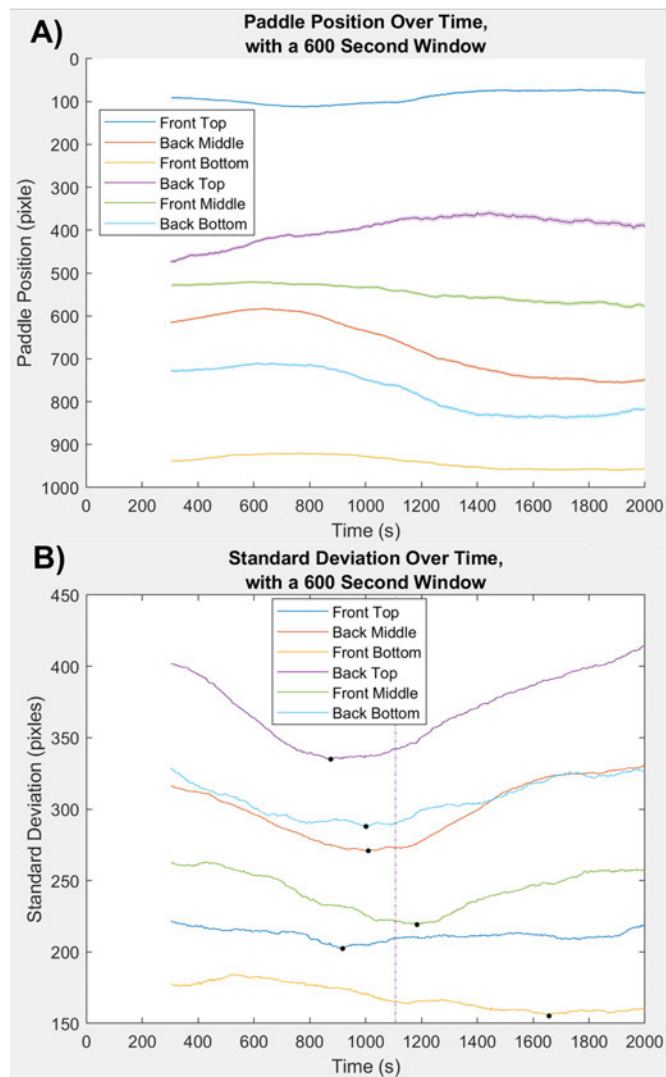 A)
Paddle Position Over Time,
with a 600 Second Window
Paddle Position (pixle)
0
100
200
300
400
500
600
700
800
900
1000
Front Top
Back Middle
Front Bottom
Back Top
Front Middle
Back Bottom
0 200 400 600 800 1000 1200 1400 1600 1800 2000
Time (s)
B)
Standard Deviation Over Time,
with a 600 Second Window
Standard Deviation (pixles)
450
400
350
300
250
200
150
Front Top
Back Middle
Front Bottom
Back Top
Front Middle
Back Bottom
0 200 400 600 800 1000 1200 1400 1600 1800 2000
Time (s)